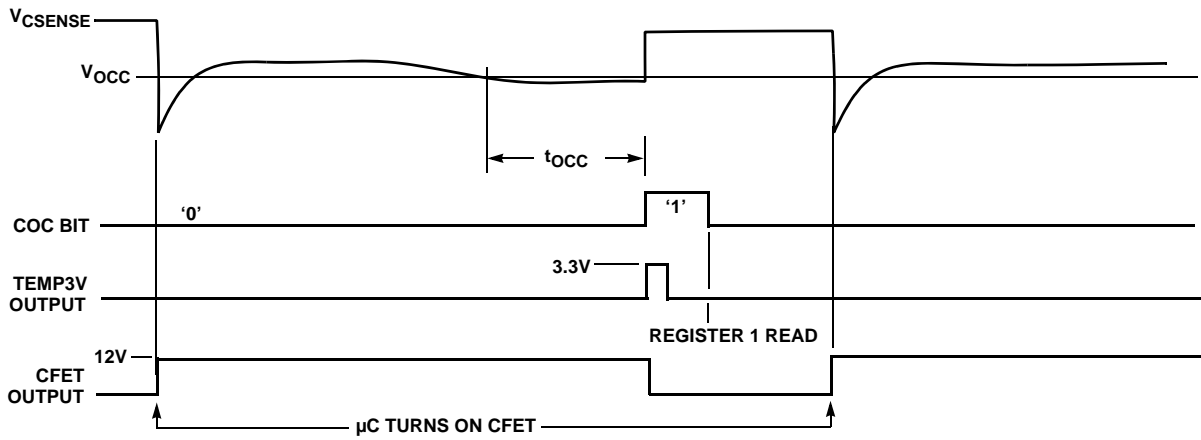 VCSENSE
VOCC
tOCC
COC BIT
'0'
'1'
3.3V
TEMP3V
OUTPUT
REGISTER 1 READ
12V
CFET
OUTPUT
µC TURNS ON CFET